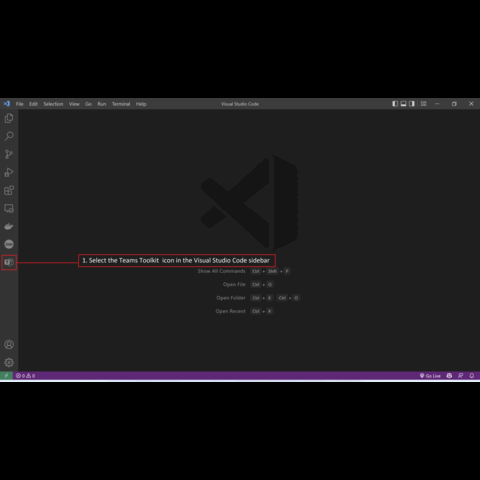 File Edit Selection View Go Run Terminal Help
Visual Studio Code
1. Select the Teams Toolkit icon in the Visual Studio Code sidebar
Show All Commands Ctrl + Shift + P
Open File Ctrl + O
Open Folder Ctrl + K Ctrl + O
Open Recent Ctrl + R
0 0
Go Live